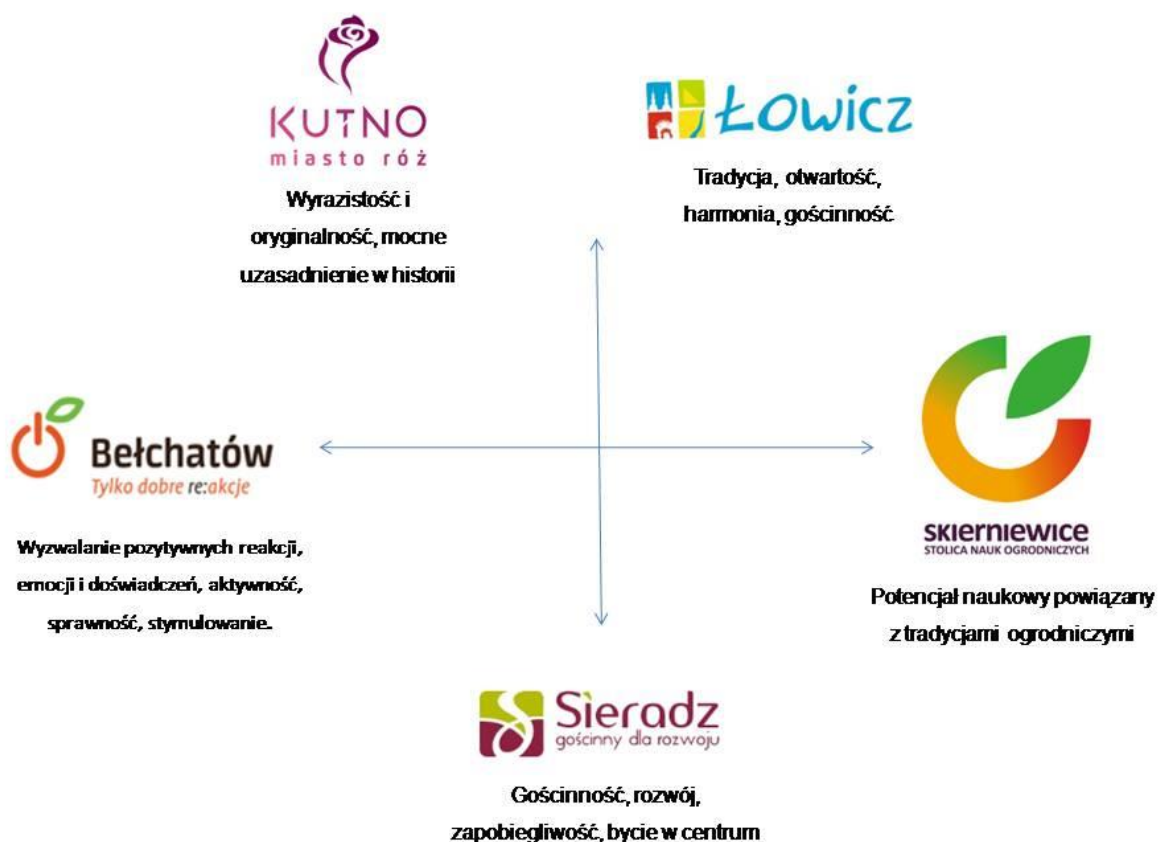 KUTNO
miasto róż
Wyrazistość i
oryginalność, mocne
uzasadnienie w historii
Łowicz
Tradycja, otwartość,
harmonia, gościnność
Bełchatów
Tylko dobre re:akcje
Wyzwalanie pozytywnych reakcji,
emocji i doświadczeń, aktywność,
sprawność, stymulowanie.
SKIERNIEWICE
STOLICA NAUK OGRODNICZYCH
Potencjał naukowy powiązany
z tradycjami ogrodniczymi
Sieradz
gościnny dla rozwoju
Gościnność, rozwój,
zapobiegliwość, bycie w centrum